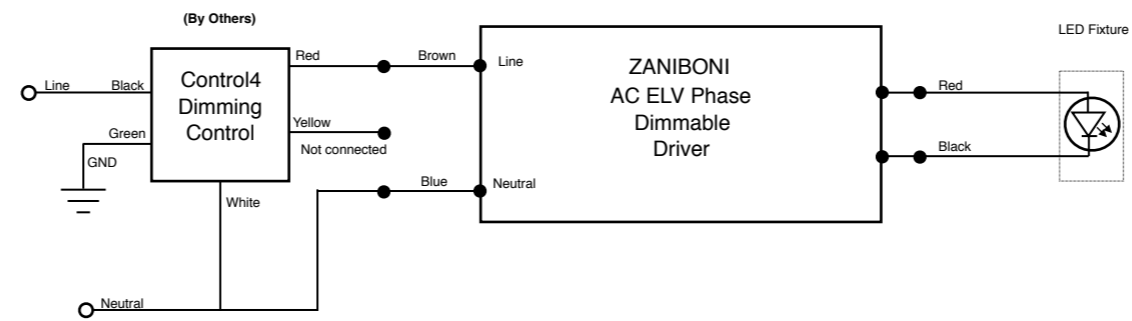 (By Others)
LED Fixture
Line
Black
Control4
Dimming
Control
Red
Brown
Line
ZANIBONI
AC ELV Phase
Dimmable
Driver
Red
Green
GND
Yellow
Not connected
Black
White
Blue
Neutral
Neutral